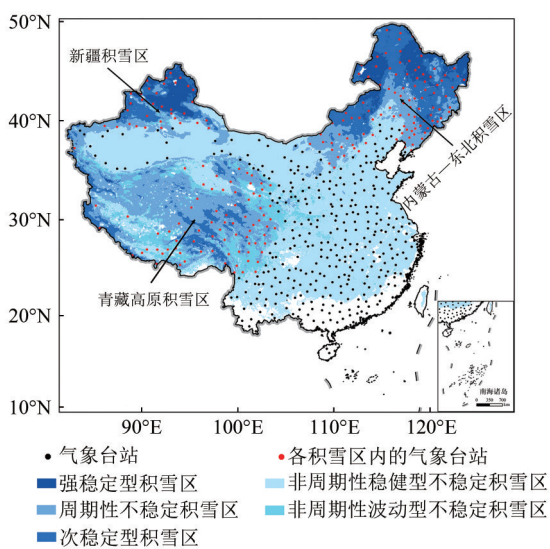 50°N
新疆积雪区
40°N
内蒙古—东北积雪区
30°N
青藏高原积雪区
20°N
南海诸岛
10°N
90°E 100°E 110°E 120°E
气象台站 各积雪区内的气象台站
强稳定型积雪区 非周期性稳健型不稳定积雪区
周期性不稳定积雪区 非周期性波动型不稳定积雪区
次稳定型积雪区